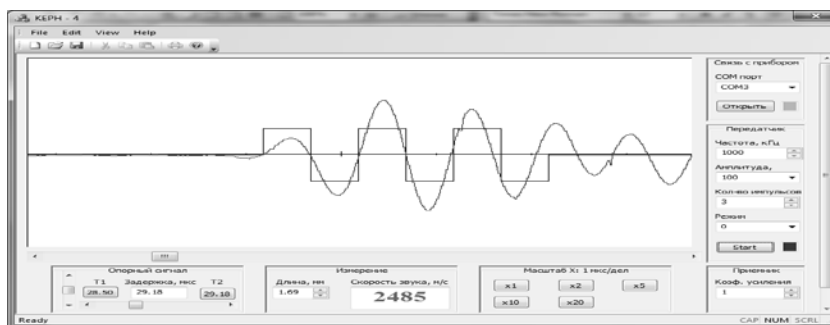 КЕРН - 4
File Edit View Help
Связь с прибором
COM порт
COM3
Открыть
Передатчик
Частота, кГц
1000
Амплитуда,
100
Кол-во импульсов
3
Режим
0
Start
Опорный сигнал
T1 Задержка, мкс T2
28.50 29.18 29.18
Измерение
Длина, мм Скорость звука, м/с
1.69 2485
Масштаб X: 1 мкс/дел
x1 x2 x5
x10 x20
Приемник
Коэф. усиления
1
Ready
CAP NUM SCRL